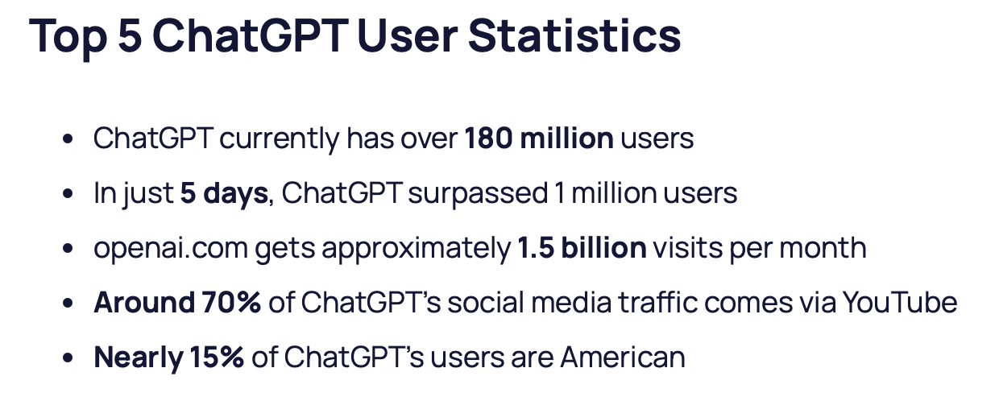 Top 5 ChatGPT User Statistics
• ChatGPT currently has over 180 million users
• In just 5 days, ChatGPT surpassed 1 million users
• openai.com gets approximately 1.5 billion visits per month
• Around 70% of ChatGPT’s social media traffic comes via YouTube
• Nearly 15% of ChatGPT’s users are American